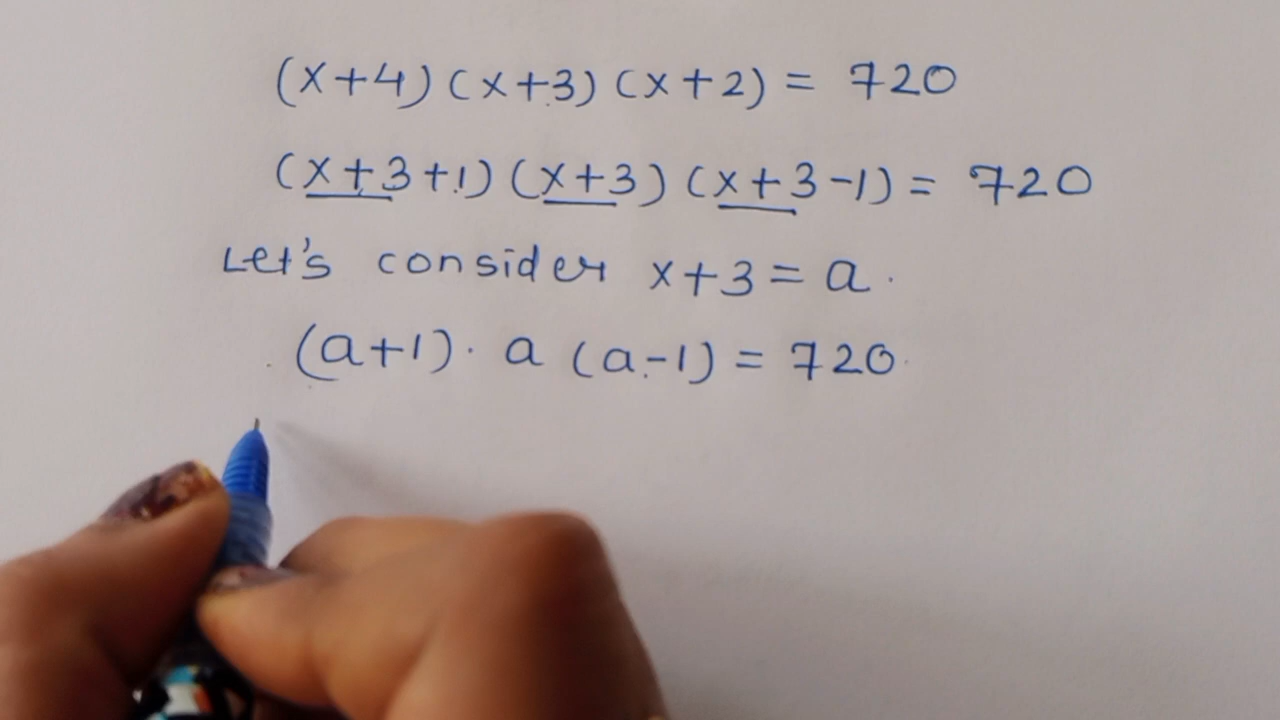 (x+4)(x+3)(x+2) = 720
(x+3+1)(x+3)(x+3-1) = 720
Let's consider x+3 = a.
(a+1). a (a-1) = 720